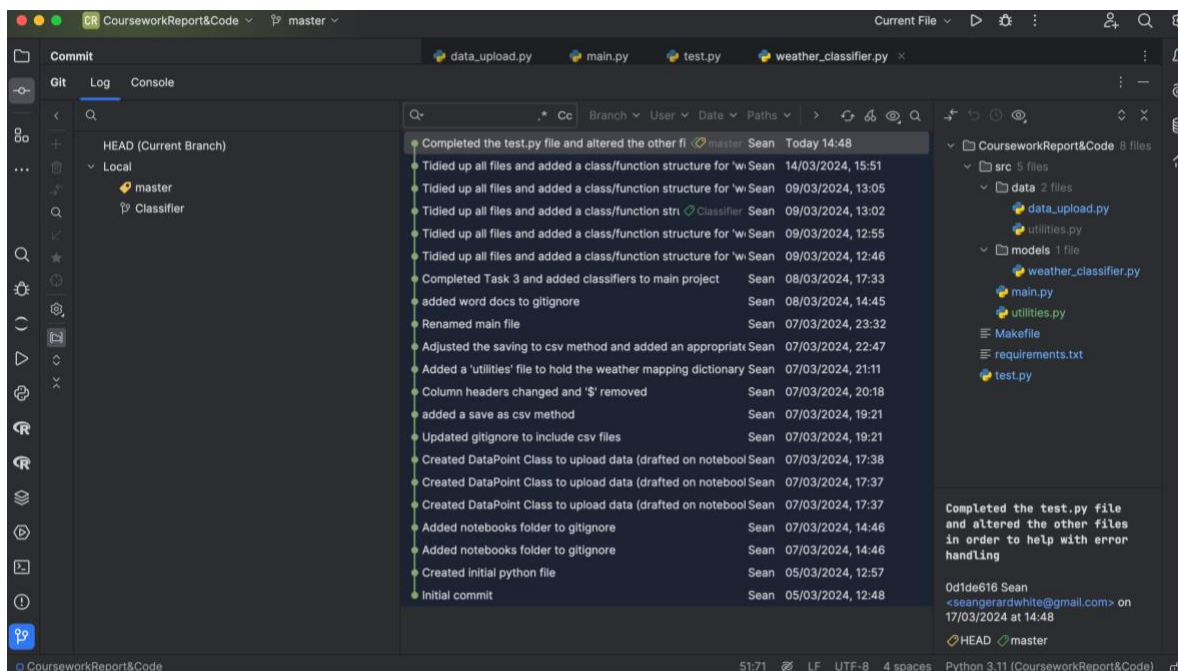 CR CourseworkReport&Code master Current File
Commit
data_upload.py main.py test.py weather_classifier.py
Git Log Console
Cc Branch User Date Paths
HEAD (Current Branch)
Local
master
Classifier
Completed the test.py file and altered the other fi master Sean Today 14:48
Tidied up all files and added a class/function structure for 'w Sean 14/03/2024, 15:51
Tidied up all files and added a class/function structure for 'w Sean 09/03/2024, 13:05
Tidied up all files and added a class/function stru Classifier Sean 09/03/2024, 13:02
Tidied up all files and added a class/function structure for 'w Sean 09/03/2024, 12:55
Tidied up all files and added a class/function structure for 'w Sean 09/03/2024, 12:46
Completed Task 3 and added classifiers to main project Sean 08/03/2024, 17:33
added word docs to gitignore Sean 08/03/2024, 14:45
Renamed main file Sean 07/03/2024, 23:32
Adjusted the saving to csv method and added an appropriate Sean 07/03/2024, 22:47
Added a 'utilities' file to hold the weather mapping dictionary Sean 07/03/2024, 21:11
Column headers changed and '$' removed Sean 07/03/2024, 20:18
added a save as csv method Sean 07/03/2024, 19:21
Updated gitignore to include csv files Sean 07/03/2024, 19:21
Created DataPoint Class to upload data (drafted on notebool Sean 07/03/2024, 17:38
Created DataPoint Class to upload data (drafted on notebool Sean 07/03/2024, 17:37
Created DataPoint Class to upload data (drafted on notebool Sean 07/03/2024, 17:37
Added notebooks folder to gitignore Sean 07/03/2024, 14:46
Added notebooks folder to gitignore Sean 07/03/2024, 14:46
Created initial python file Sean 05/03/2024, 12:57
Initial commit Sean 05/03/2024, 12:48
CourseworkReport&Code 8 files
src 5 files
data 2 files
data_upload.py
utilities.py
models 1 file
weather_classifier.py
main.py
utilities.py
Makefile
requirements.txt
test.py
Completed the test.py file
and altered the other files
in order to help with error
handling
0d1de616 Sean
<seangerardwhite@gmail.com> on
17/03/2024 at 14:48
HEAD master
CourseworkReport&Code 51:71 LF UTF-8 4 spaces Python 3.11 (CourseworkReport&Code)